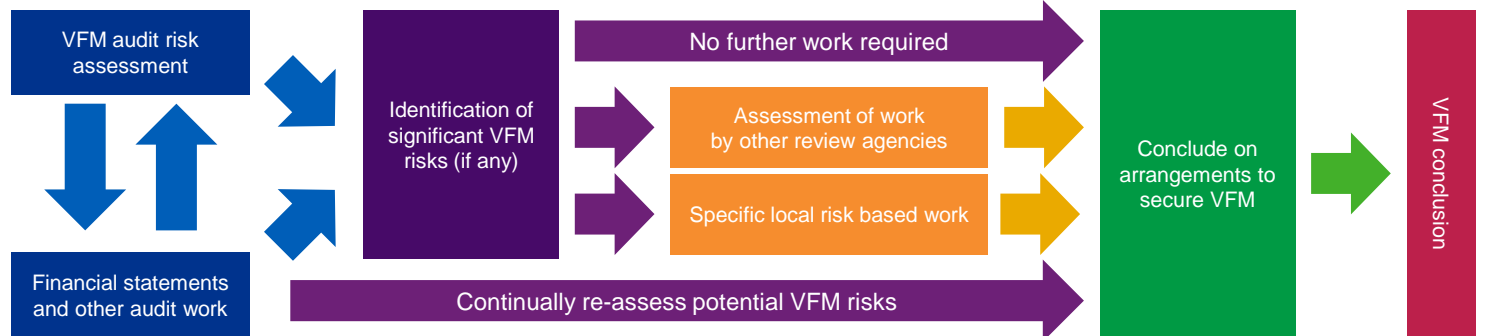 VFM audit risk
assessment
Financial statements
and other audit work
Identification of
significant VFM
risks (if any)
No further work required
Assessment of work
by other review agencies
Specific local risk based work
Continually re-assess potential VFM risks
Conclude on
arrangements to
secure VFM
VFM conclusion